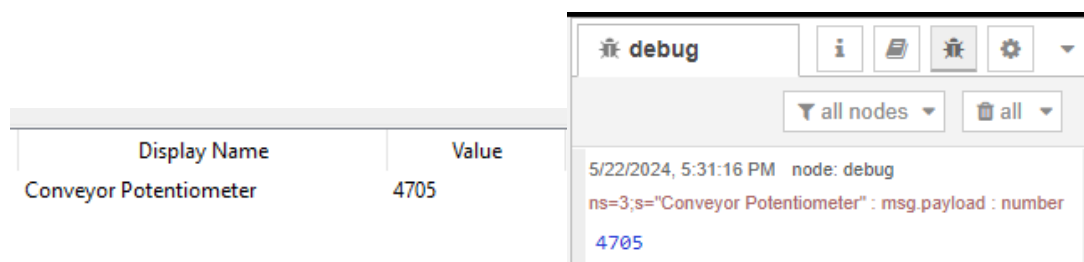 Display Name Value
Conveyor Potentiometer 4705
debug
all nodes all
5/22/2024, 5:31:16 PM node: debug
ns=3;s="Conveyor Potentiometer" : msg.payload : number
4705